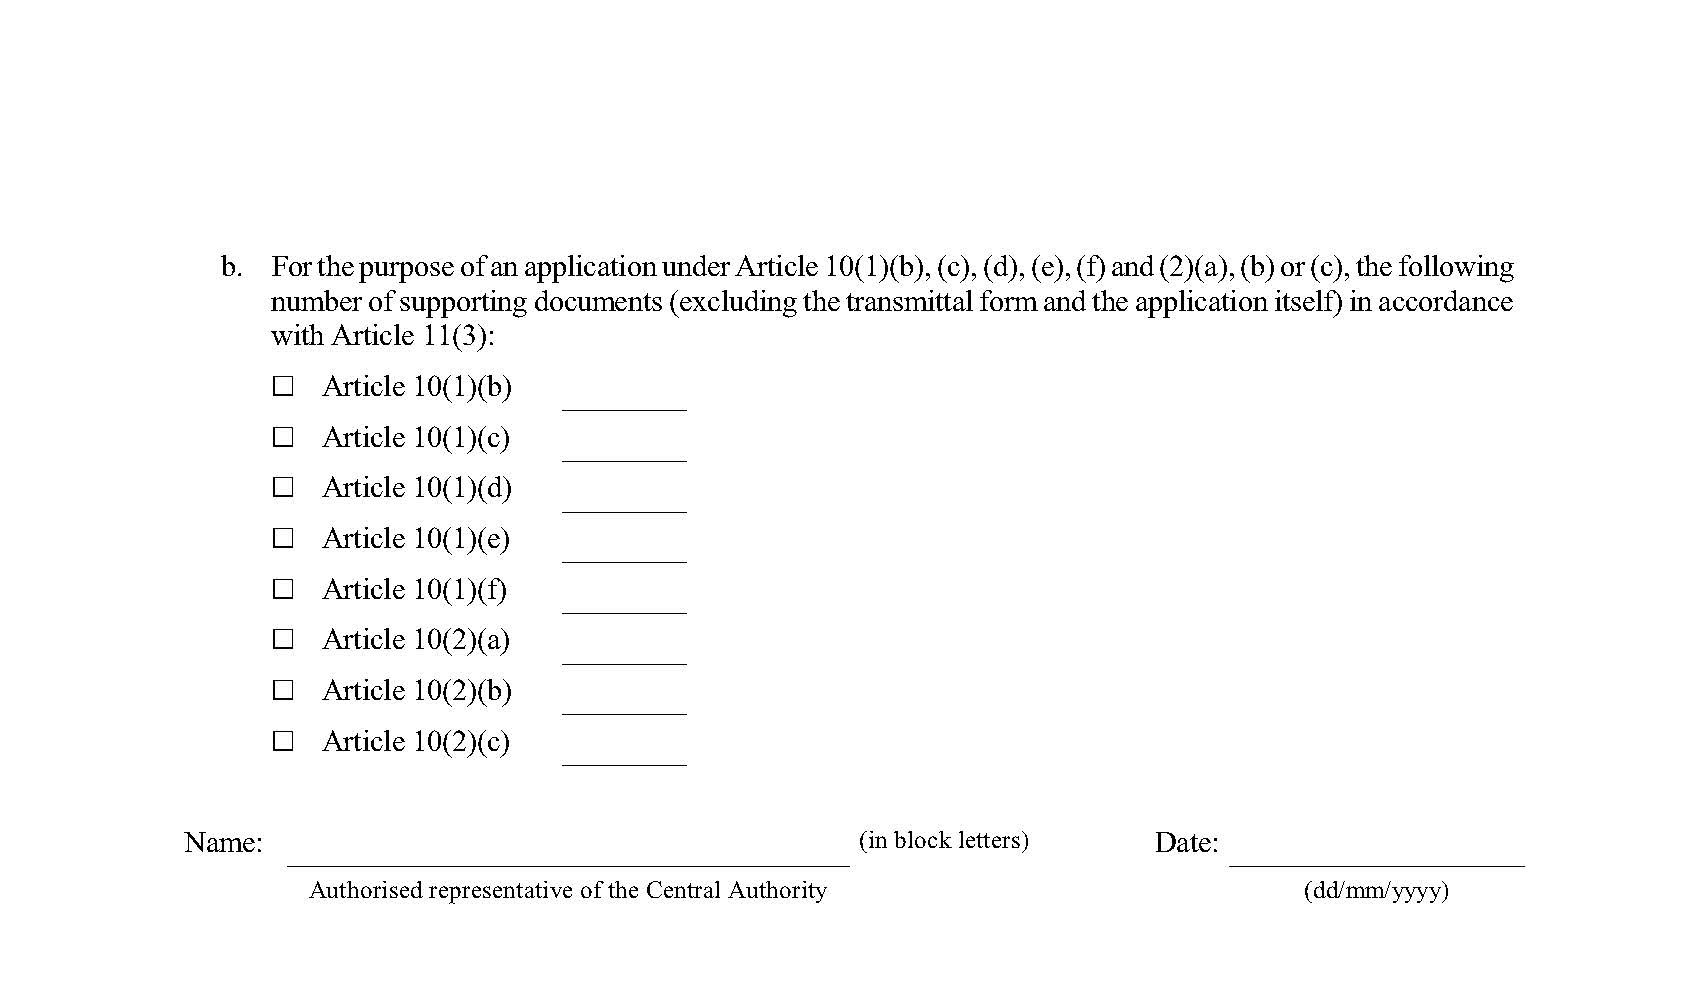 b. For the purpose of an application under Article 10(1)(b), (c), (d), (e), (f) and (2)(a), (b) or (c), the following
number of supporting documents (excluding the transmittal form and the application itself) in accordance
with Article 11(3):
☐ Article 10(1)(b)
☐ Article 10(1)(c)
☐ Article 10(1)(d)
☐ Article 10(1)(e)
☐ Article 10(1)(f)
☐ Article 10(2)(a)
☐ Article 10(2)(b)
☐ Article 10(2)(c)
Name: (in block letters) Date:
Authorised representative of the Central Authority (dd/mm/yyyy)